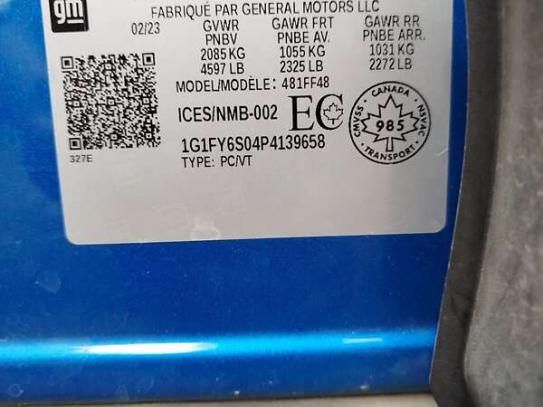 gm
FABRIQUÉ PAR GENERAL MOTORS LLC
02/23 GVWR GAWR FRT GAWR RR
PNBV PNBE AV. PNBE ARR.
2085 KG 1055 KG 1031 KG
4597 LB 2325 LB 2272 LB
MODEL/MODÈLE: 481FF48
ICES/NMB-002 EC
CANADA
CMVSS 985 NSVAC
TRANSPORT
327E
1G1FY6S04P4139658
TYPE: PC/VT